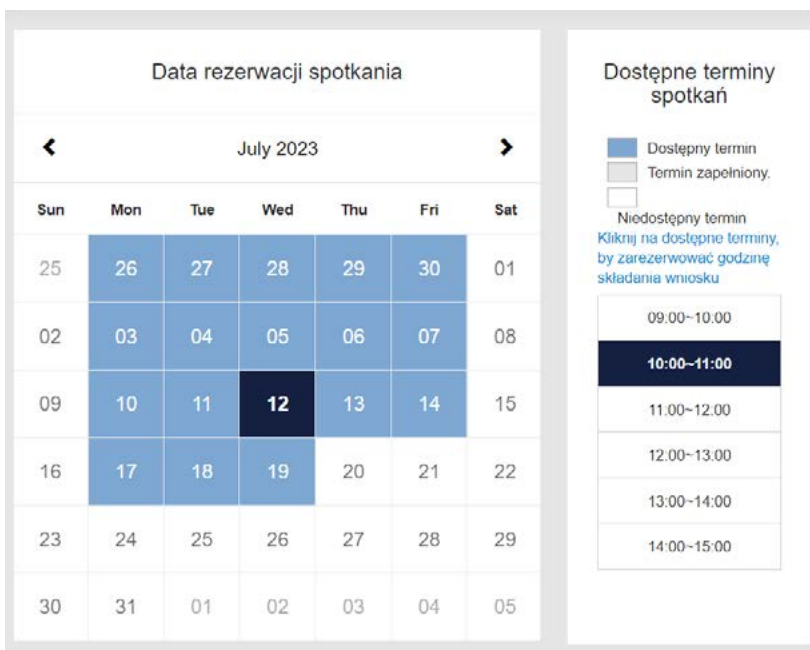 Data rezerwacji spotkania
July 2023
Sun Mon Tue Wed Thu Fri Sat
25 26 27 28 29 30 01
02 03 04 05 06 07 08
09 10 11 12 13 14 15
16 17 18 19 20 21 22
23 24 25 26 27 28 29
30 31 01 02 03 04 05
Dostępne terminy
spotkań
Dostępny termin
Termin zapełniony.
Niedostępny termin
Kliknij na dostępne terminy,
by zarezerwować godzinę
składania wniosku
09:00~10:00
10:00~11:00
11:00~12:00
12:00~13:00
13:00~14:00
14:00~15:00